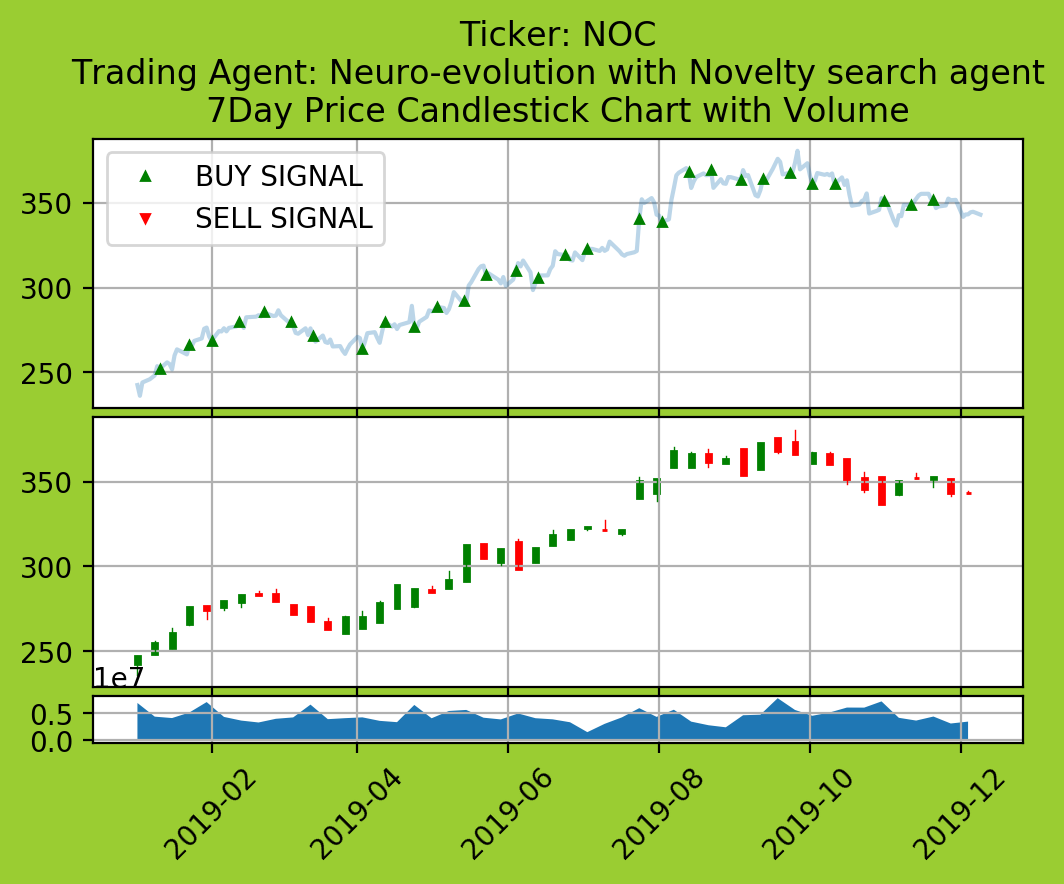 Ticker: NOC
Trading Agent: Neuro-evolution with Novelty search agent
7Day Price Candlestick Chart with Volume
BUY SIGNAL
SELL SIGNAL
350
300
250
350
300
250
1e7
0.5
0.0
2019-02
2019-04
2019-06
2019-08
2019-10
2019-12